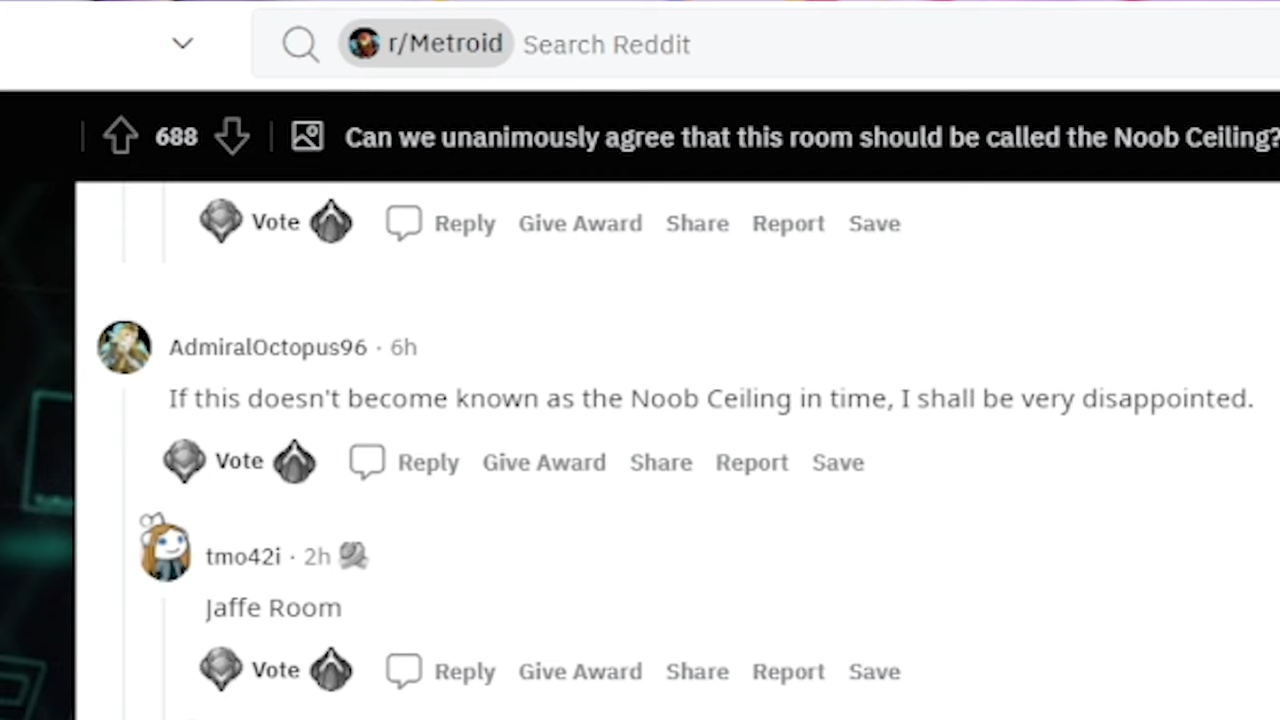 r/Metroid Search Reddit
688 Can we unanimously agree that this room should be called the Noob Ceiling?
Vote Reply Give Award Share Report Save
AdmiralOctopus96 · 6h
If this doesn't become known as the Noob Ceiling in time, I shall be very disappointed.
Vote Reply Give Award Share Report Save
tmo42i · 2h
Jaffe Room
Vote Reply Give Award Share Report Save